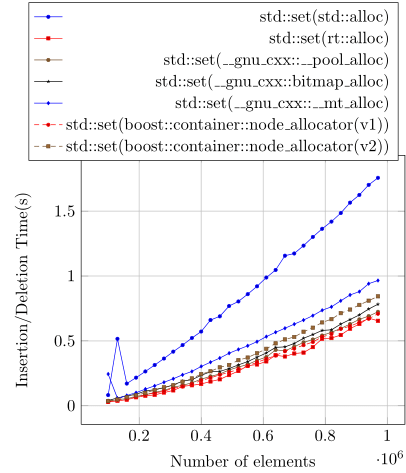 std::set(std::alloc)
std::set(rt::alloc)
std::set(__gnu_cxx::__pool_alloc)
std::set(__gnu_cxx::bitmap_alloc)
std::set(__gnu_cxx::__mt_alloc)
std::set(boost::container::node_allocator(v1))
std::set(boost::container::node_allocator(v2))
Insertion/Deletion Time(s)
1.5
1
0.5
0
0.2 0.4 0.6 0.8 1
·10^6
Number of elements